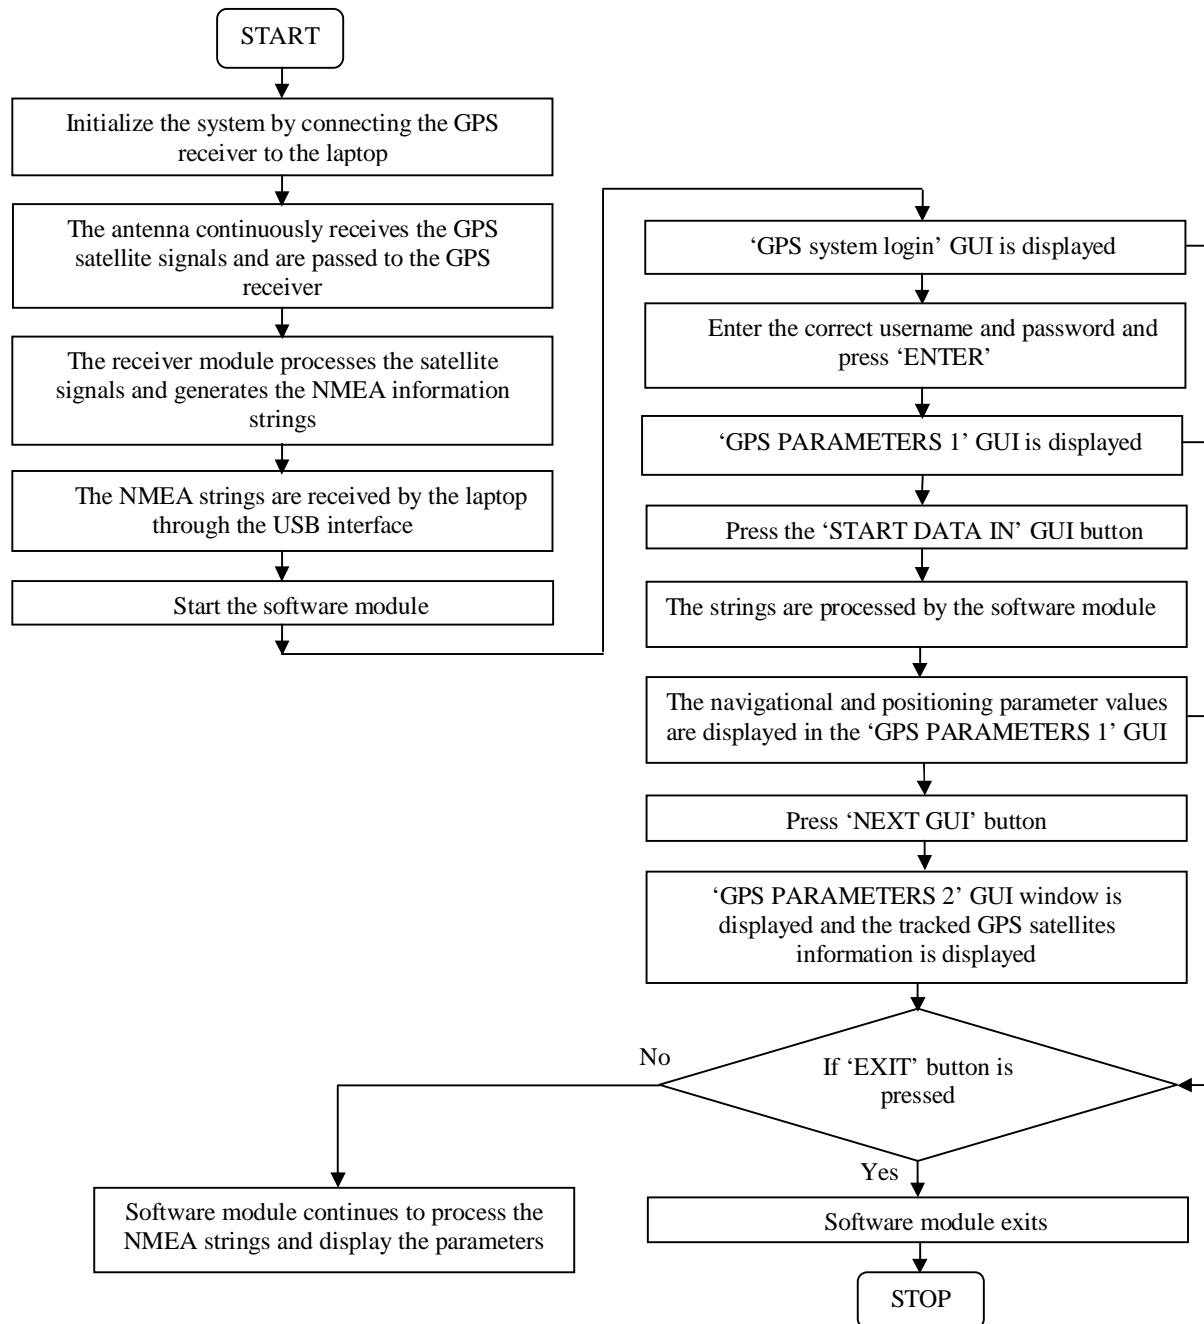 START
Initialize the system by connecting the GPS
receiver to the laptop
The antenna continuously receives the GPS
satellite signals and are passed to the GPS
receiver
The receiver module processes the satellite
signals and generates the NMEA information
strings
The NMEA strings are received by the laptop
through the USB interface
Start the software module
‘GPS system login’ GUI is displayed
Enter the correct username and password and
press ‘ENTER’
‘GPS PARAMETERS 1’ GUI is displayed
Press the ‘START DATA IN’ GUI button
The strings are processed by the software module
The navigational and positioning parameter values
are displayed in the ‘GPS PARAMETERS 1’ GUI
Press ‘NEXT GUI’ button
‘GPS PARAMETERS 2’ GUI window is
displayed and the tracked GPS satellites
information is displayed
If ‘EXIT’ button is
pressed
No
Yes
Software module continues to process the
NMEA strings and display the parameters
Software module exits
STOP